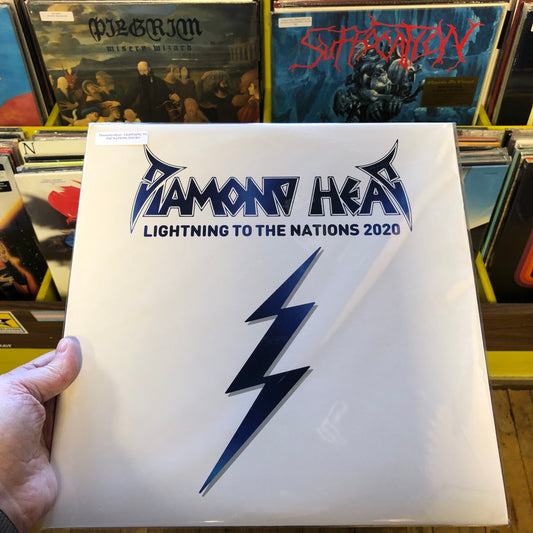 PILGRIM
misery wizard
SUFFOCATION
DIAMOND HEAD
LIGHTNING TO THE NATIONS 2020